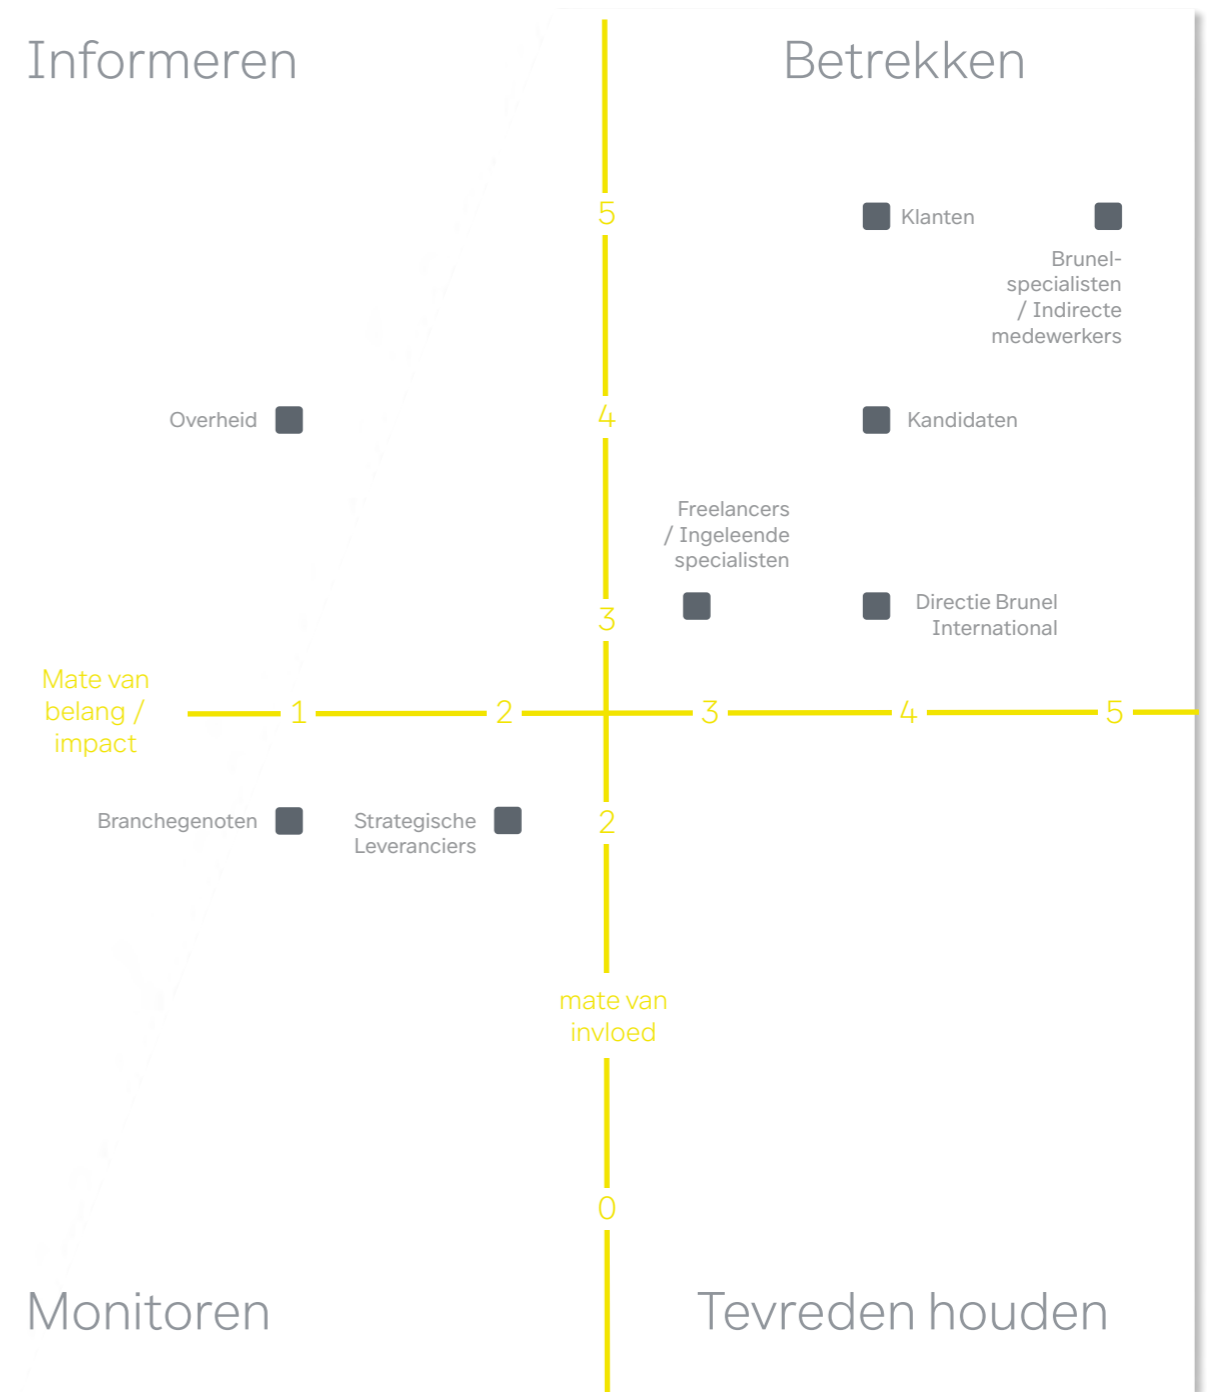 Informeren
Betrekken
5
Klanten
Brunel-
specialisten
/ Indirecte
medewerkers
Overheid
4
Kandidaten
Freelancers
/ Ingeleende
specialisten
3
Directie Brunel
International
Mate van
belang /
impact
1
2
3
4
5
Branchegenoten
Strategische
Leveranciers
2
mate van
invloed
0
Monitoren
Tevreden houden